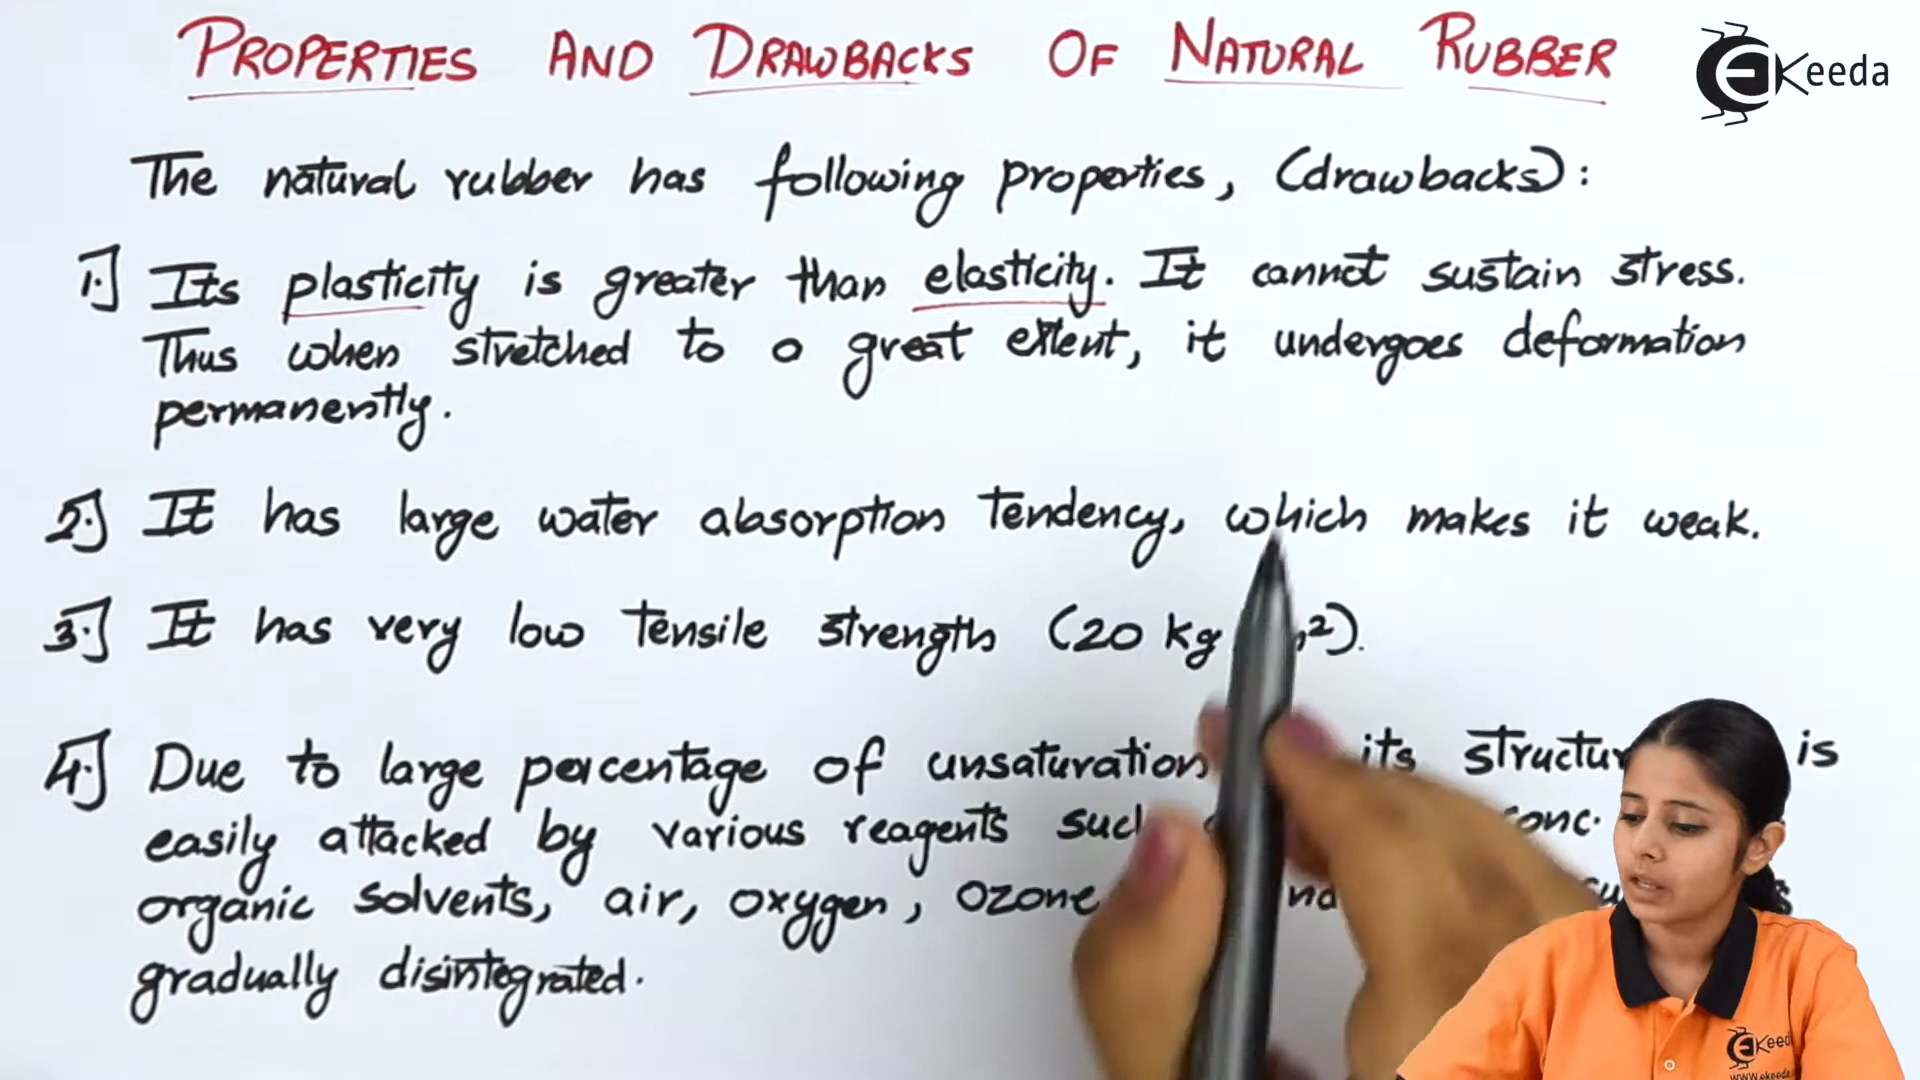 PROPERTIES AND DRAWBACKS OF NATURAL RUBBER
EKeeda
The natural rubber has following properties, (drawbacks):
1.] Its plasticity is greater than elasticity. It cannot sustain stress.
Thus when stretched to a great extent, it undergoes deformation
permanently.
2.] It has large water absorption tendency, which makes it weak.
3.] It has very low tensile strength (20 kg 2).
4.] Due to large percentage of unsaturation its is
easily attacked by various reagents conc.
organic solvents, air, oxygen, ozone
gradually disintegrated.